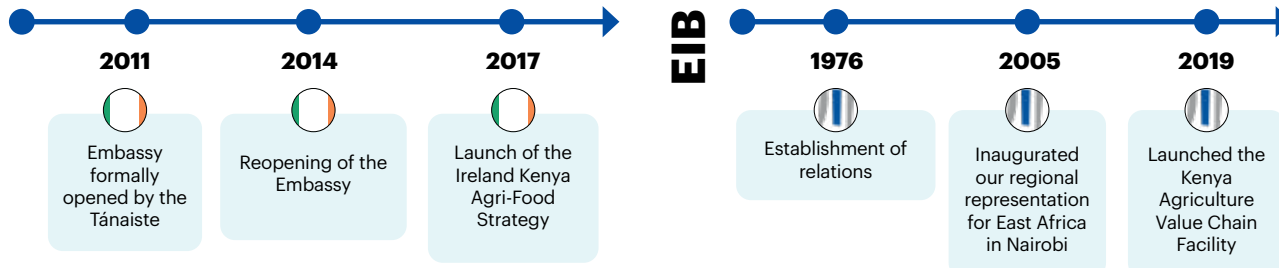 2011
Embassy
formally
opened by the
Tánaiste
2014
Reopening of the
Embassy
2017
Launch of the
Ireland Kenya
Agri-Food
Strategy
EIB
1976
Establishment of
relations
2005
Inaugurated
our regional
representation
for East Africa
in Nairobi
2019
Launched the
Kenya
Agriculture
Value Chain
Facility